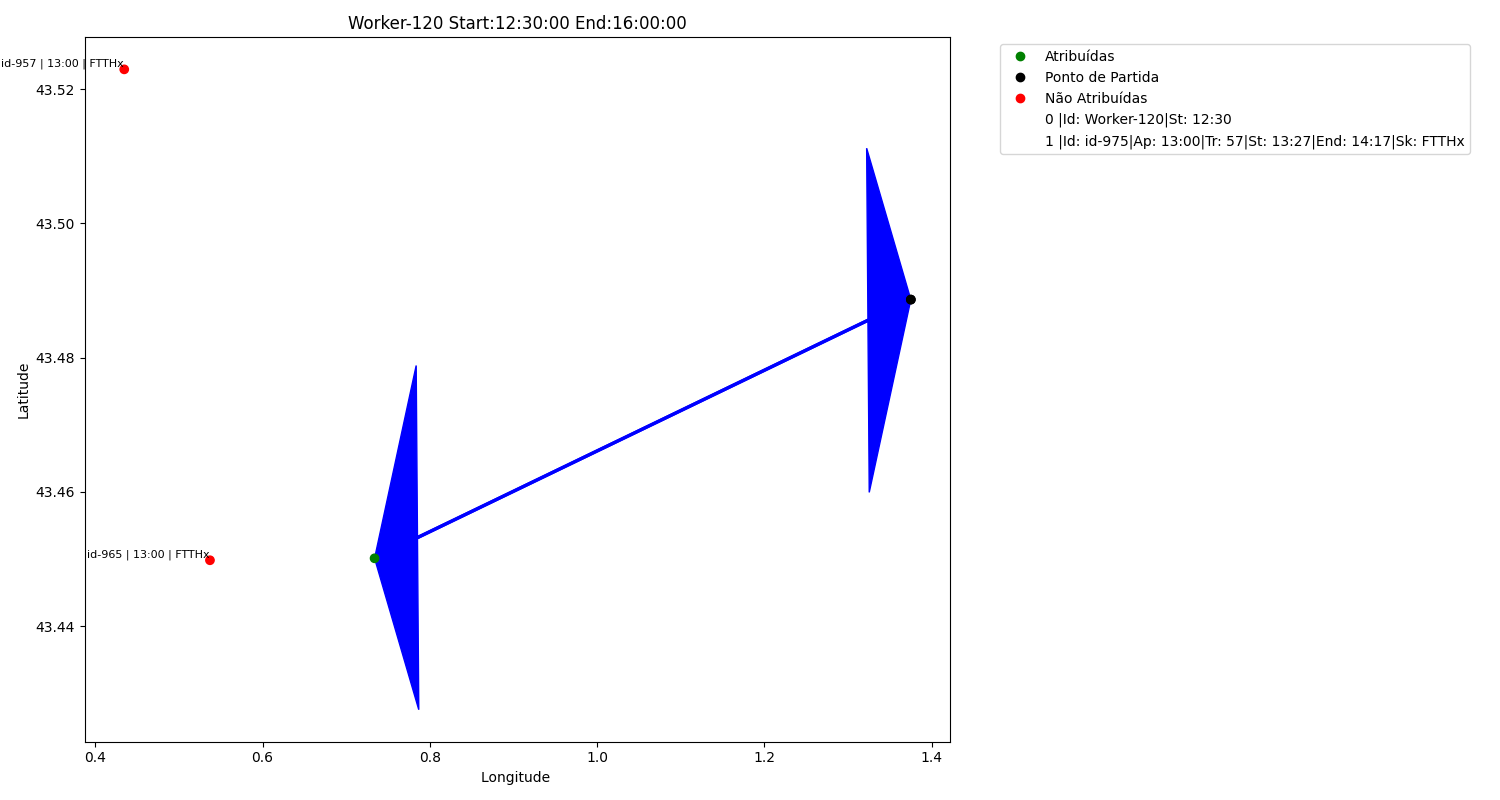 Worker-120 Start:12:30:00 End:16:00:00
id-957 | 13:00 | FTTHx
id-965 | 13:00 | FTTHx
43.52
43.50
43.48
43.46
43.44
Latitude
0.4
0.6
0.8
1.0
1.2
1.4
Longitude
Atribuídas
Ponto de Partida
Não Atribuídas
0 |Id: Worker-120|St: 12:30
1 |Id: id-975|Ap: 13:00|Tr: 57|St: 13:27|End: 14:17|Sk: FTTHx